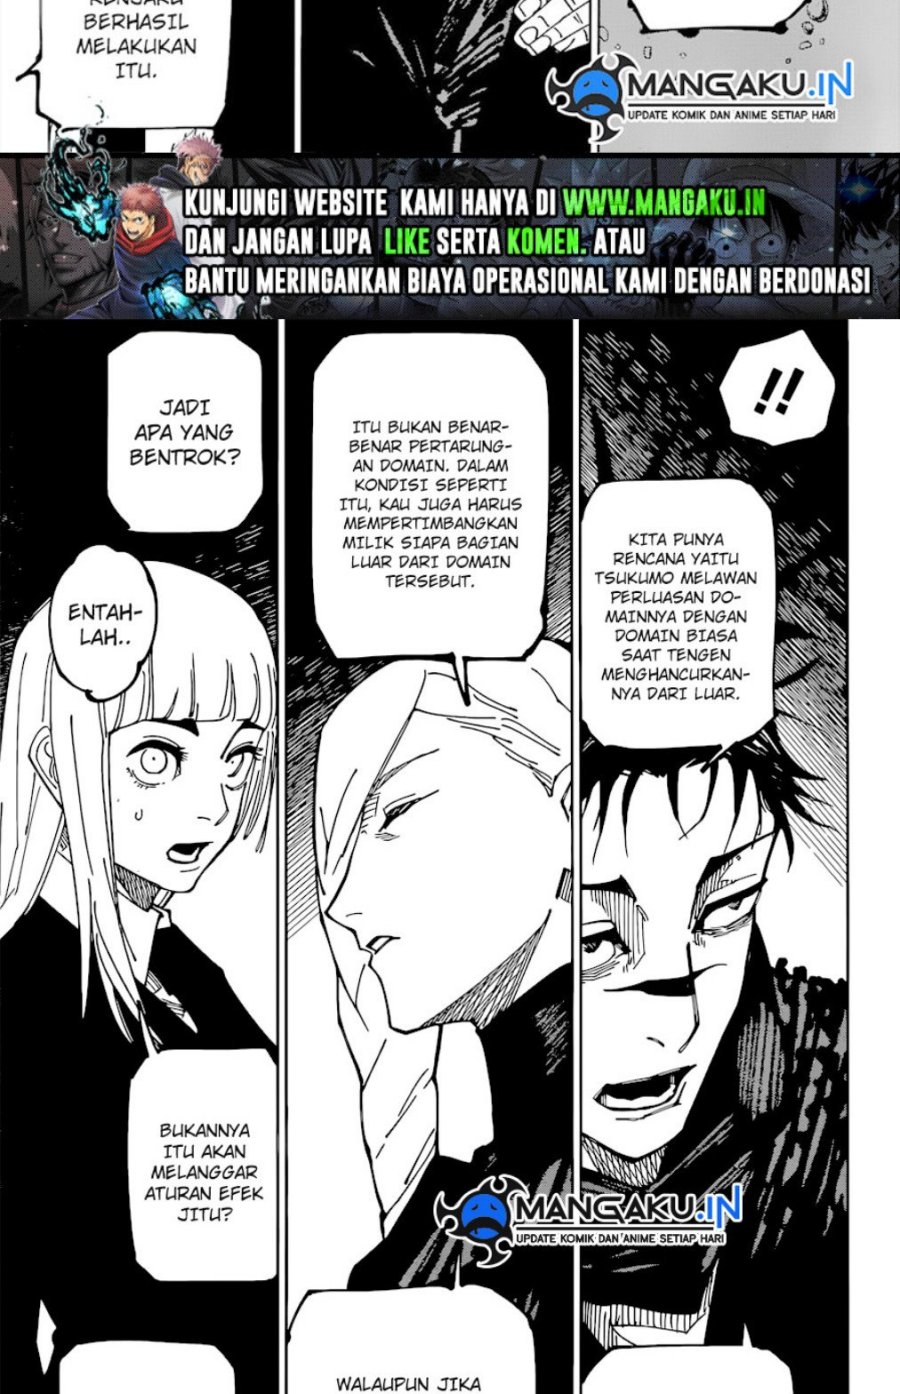 KENJAKU
BERHASIL
MELAKUKAN
ITU.
MANGAKU.IN
UPDATE KOMIK DAN ANIME SETIAP HARI
KUNJUNGI WEBSITE KAMI HANYA DI WWW.MANGAKU.IN
DAN JANGAN LUPA LIKE SERTA KOMEN. ATAU
BANTU MERINGANKAN BIAYA OPERASIONAL KAMI DENGAN BERDONASI
!!
KITA PUNYA
RENCANA YAITU
TSUKUMO MELAWAN
PERLUASAN DO-
MAINNYA DENGAN
DOMAIN BIASA
SAAT TENGEN
MENGHANCURKAN-
NYA DARI LUAR.
ITU BUKAN BENAR-
BENAR PERTARUNG-
AN DOMAIN. DALAM
KONDISI SEPERTI
ITU, KAU JUGA HARUS
MEMPERTIMBANGKAN
MILIK SIAPA BAGIAN
LUAR DARI DOMAIN
TERSEBUT.
JADI
APA YANG
BENTROK?
ENTAH-
LAH..
BUKANNYA
ITU AKAN
MELANGGAR
ATURAN EFEK
JITU?
MANGAKU.IN
UPDATE KOMIK DAN ANIME SETIAP HARI
WALAUPUN JIKA